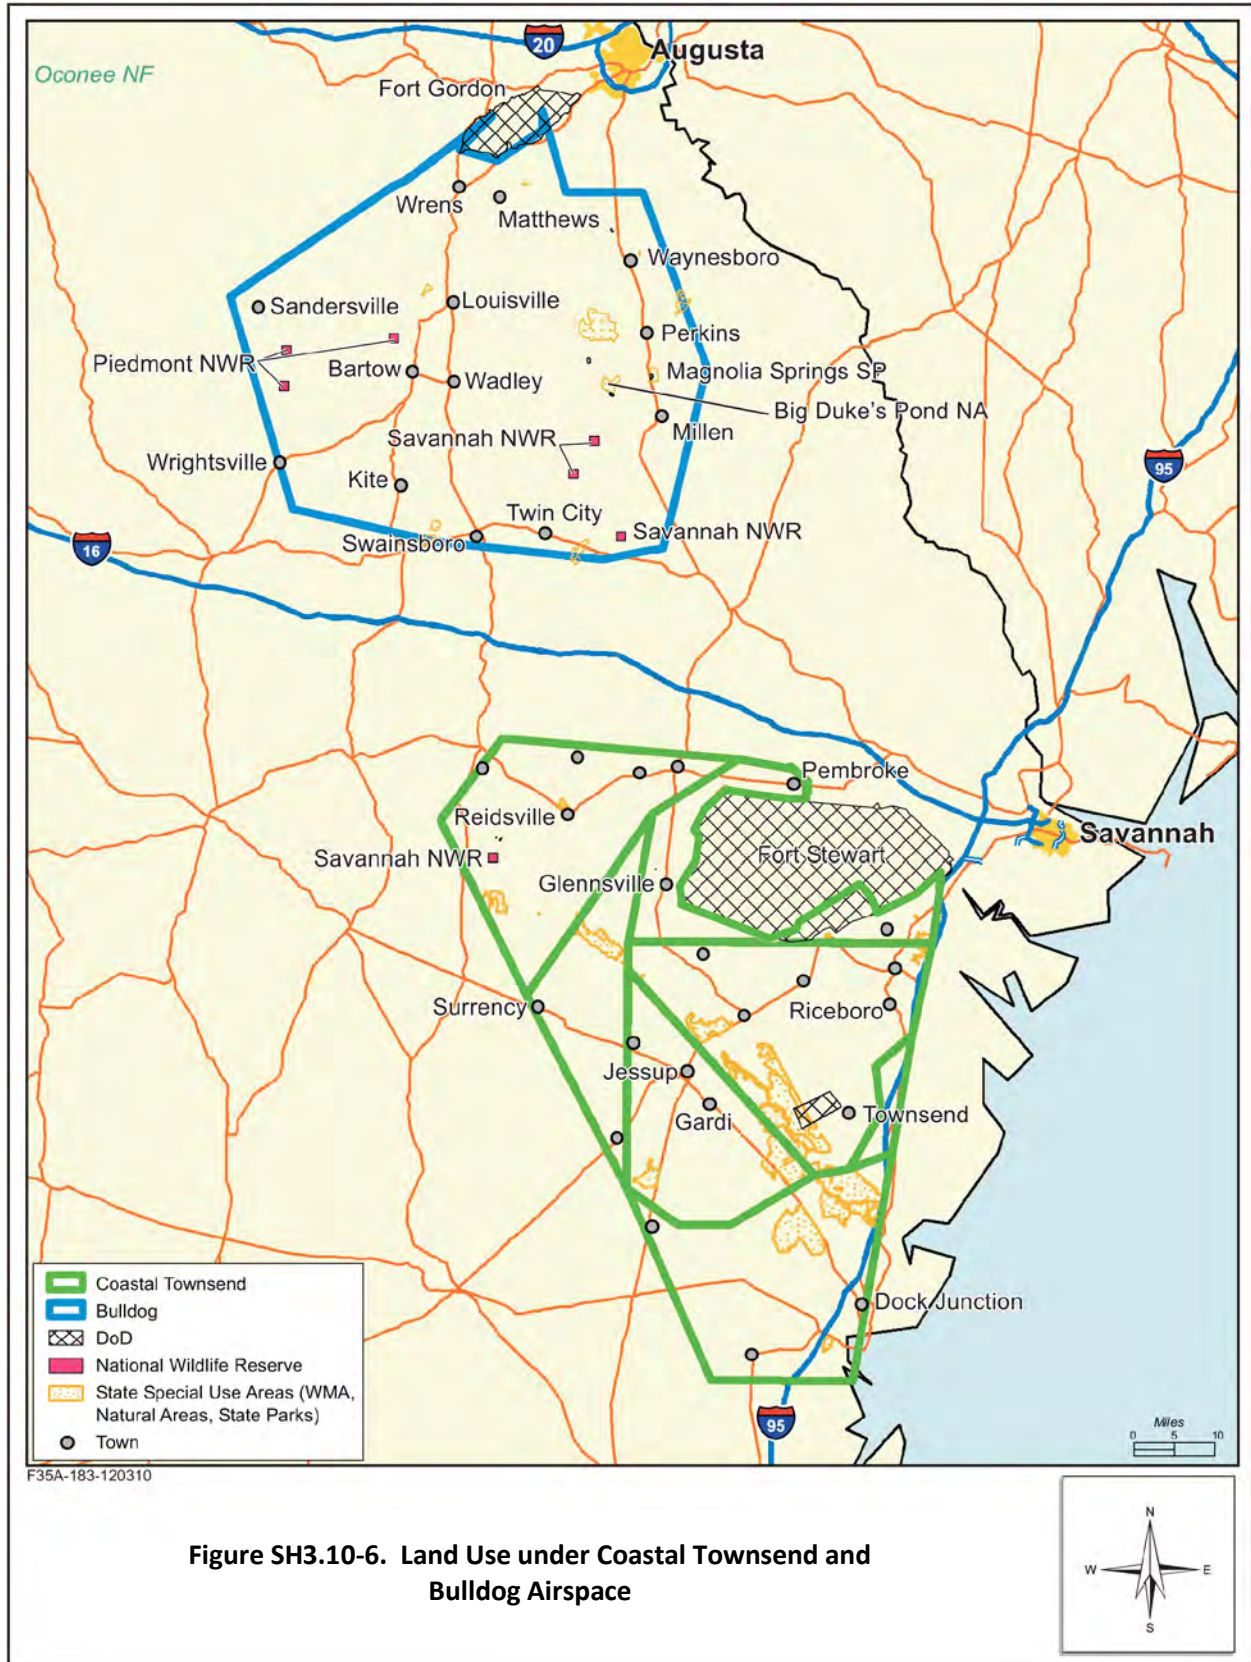 20
Augusta
Oconee NF
Fort Gordon
Wrens
Matthews
Waynesboro
Sandersville
Louisville
Perkins
Piedmont NWR
Bartow
Wadley
Magnolia Springs SP
Big Duke's Pond NA
Savannah NWR
Millen
Wrightsville
95
Kite
Twin City
Swainsboro
Savannah NWR
16
Pembroke
Reidsville
Savannah
Savannah NWR
Fort Stewart
Glennsville
Surrency
Riceboro
Jessup
Gardi
Townsend
Dock Junction
95
Coastal Townsend
Bulldog
DoD
National Wildlife Reserve
State Special Use Areas (WMA,
Natural Areas, State Parks)
Town
Miles
0 5 10
F35A-183-120310
Figure SH3.10-6. Land Use under Coastal Townsend and
Bulldog Airspace
N
W E
S